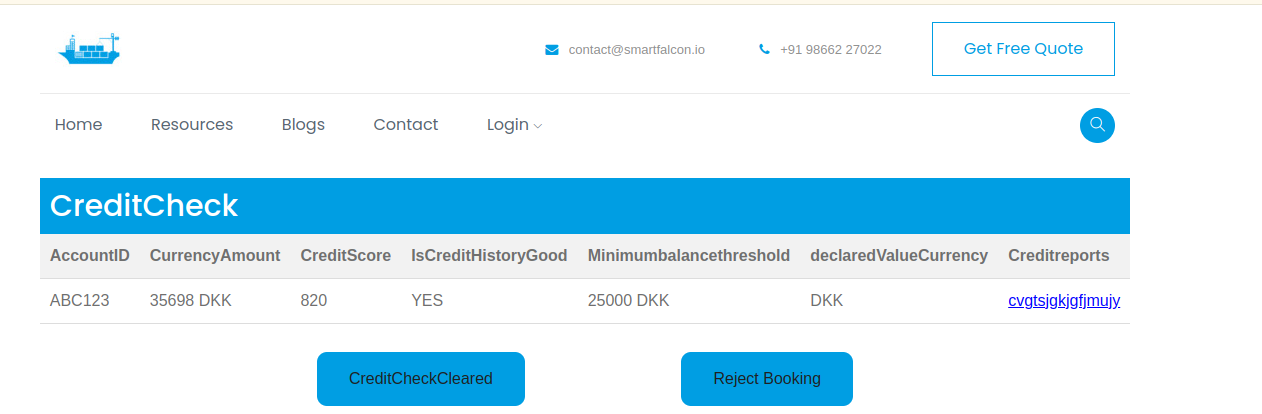 contact@smartfalcon.io +91 98662 27022 Get Free Quote
Home Resources Blogs Contact Login
CreditCheck
AccountID CurrencyAmount CreditScore IsCreditHistoryGood Minimumbalancethreshold declaredValueCurrency Creditreports
ABC123 35698 DKK 820 YES 25000 DKK DKK cvgtsjgkjgfjmujy
CreditCheckCleared Reject Booking